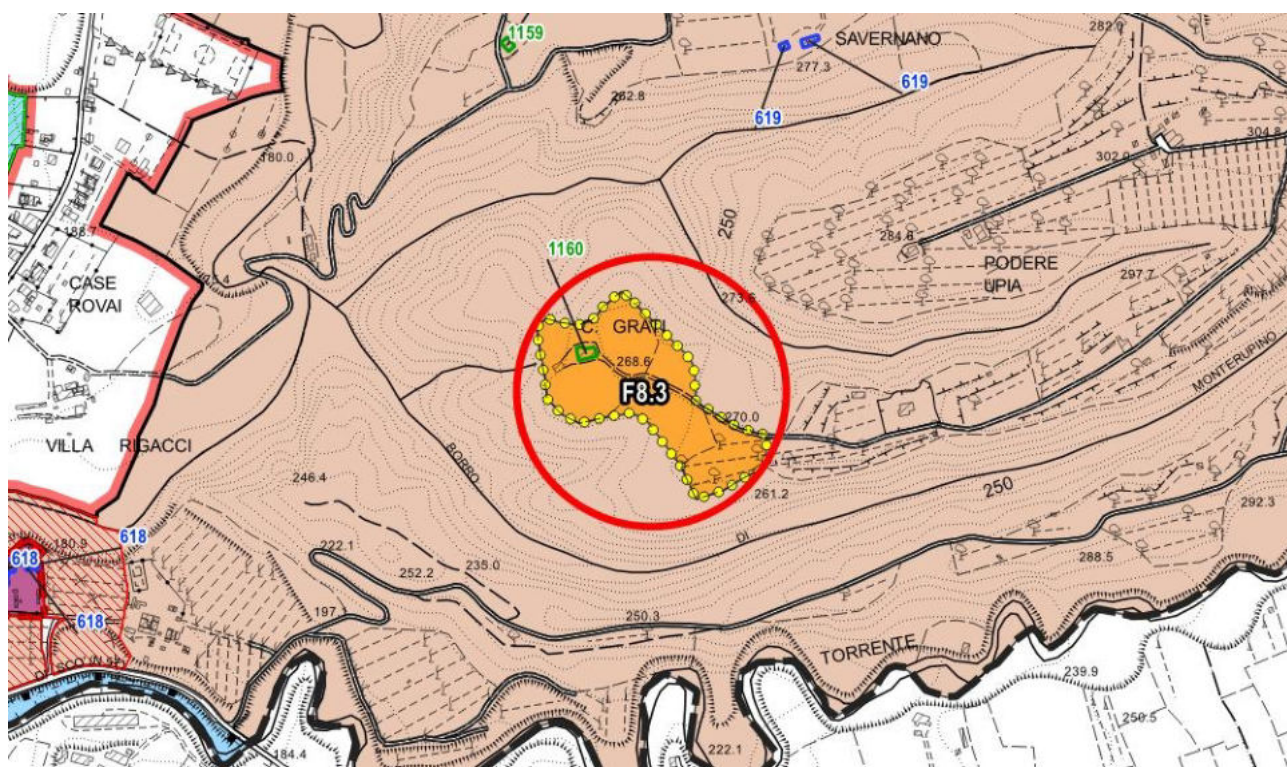 1159
SAVERNANO
282.0
277.3
619
262.8
619
304.8
180.0
302.0
250
188.7
284.6
1160
PODERE
UPIA
CASE
ROVAI
273.6
297.7
C. GRATI
268.6
F8.3
MONTERUPINO
270.0
VILLA RIGACCI
BORRO
246.4
261.2
250
292.3
DI
180.9
618
222.1
618
288.5
252.2
235.0
197
250.3
618
TORRENTE
239.9
250.5
184.4
222.1